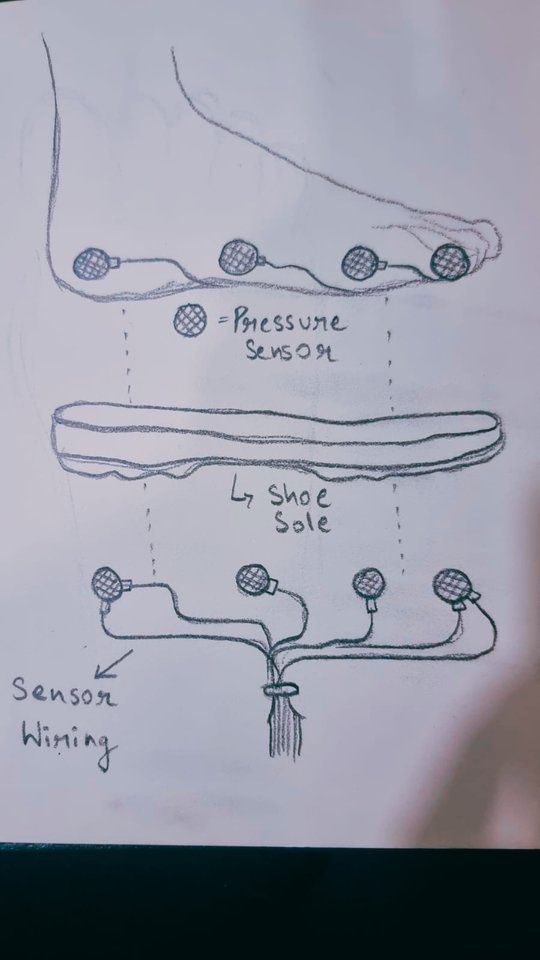 = Pressure
Sensor
↳ Shoe
Sole
Sensor
Wiring